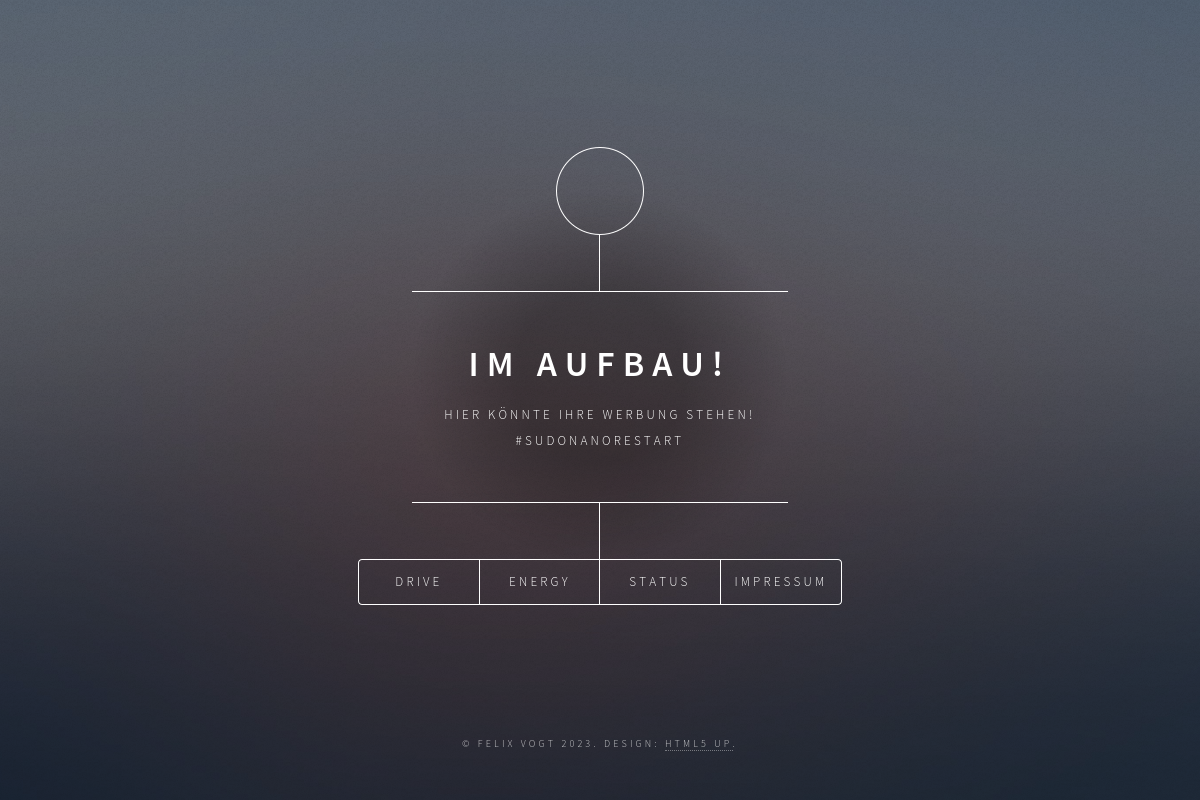 IM AUFBAU!
HIER KÖNNTE IHRE WERBUNG STEHEN!
#SUDONANORESTART
DRIVE
ENERGY
STATUS
IMPRESSUM
© FELIX VOGT 2023. DESIGN: HTML5 UP.